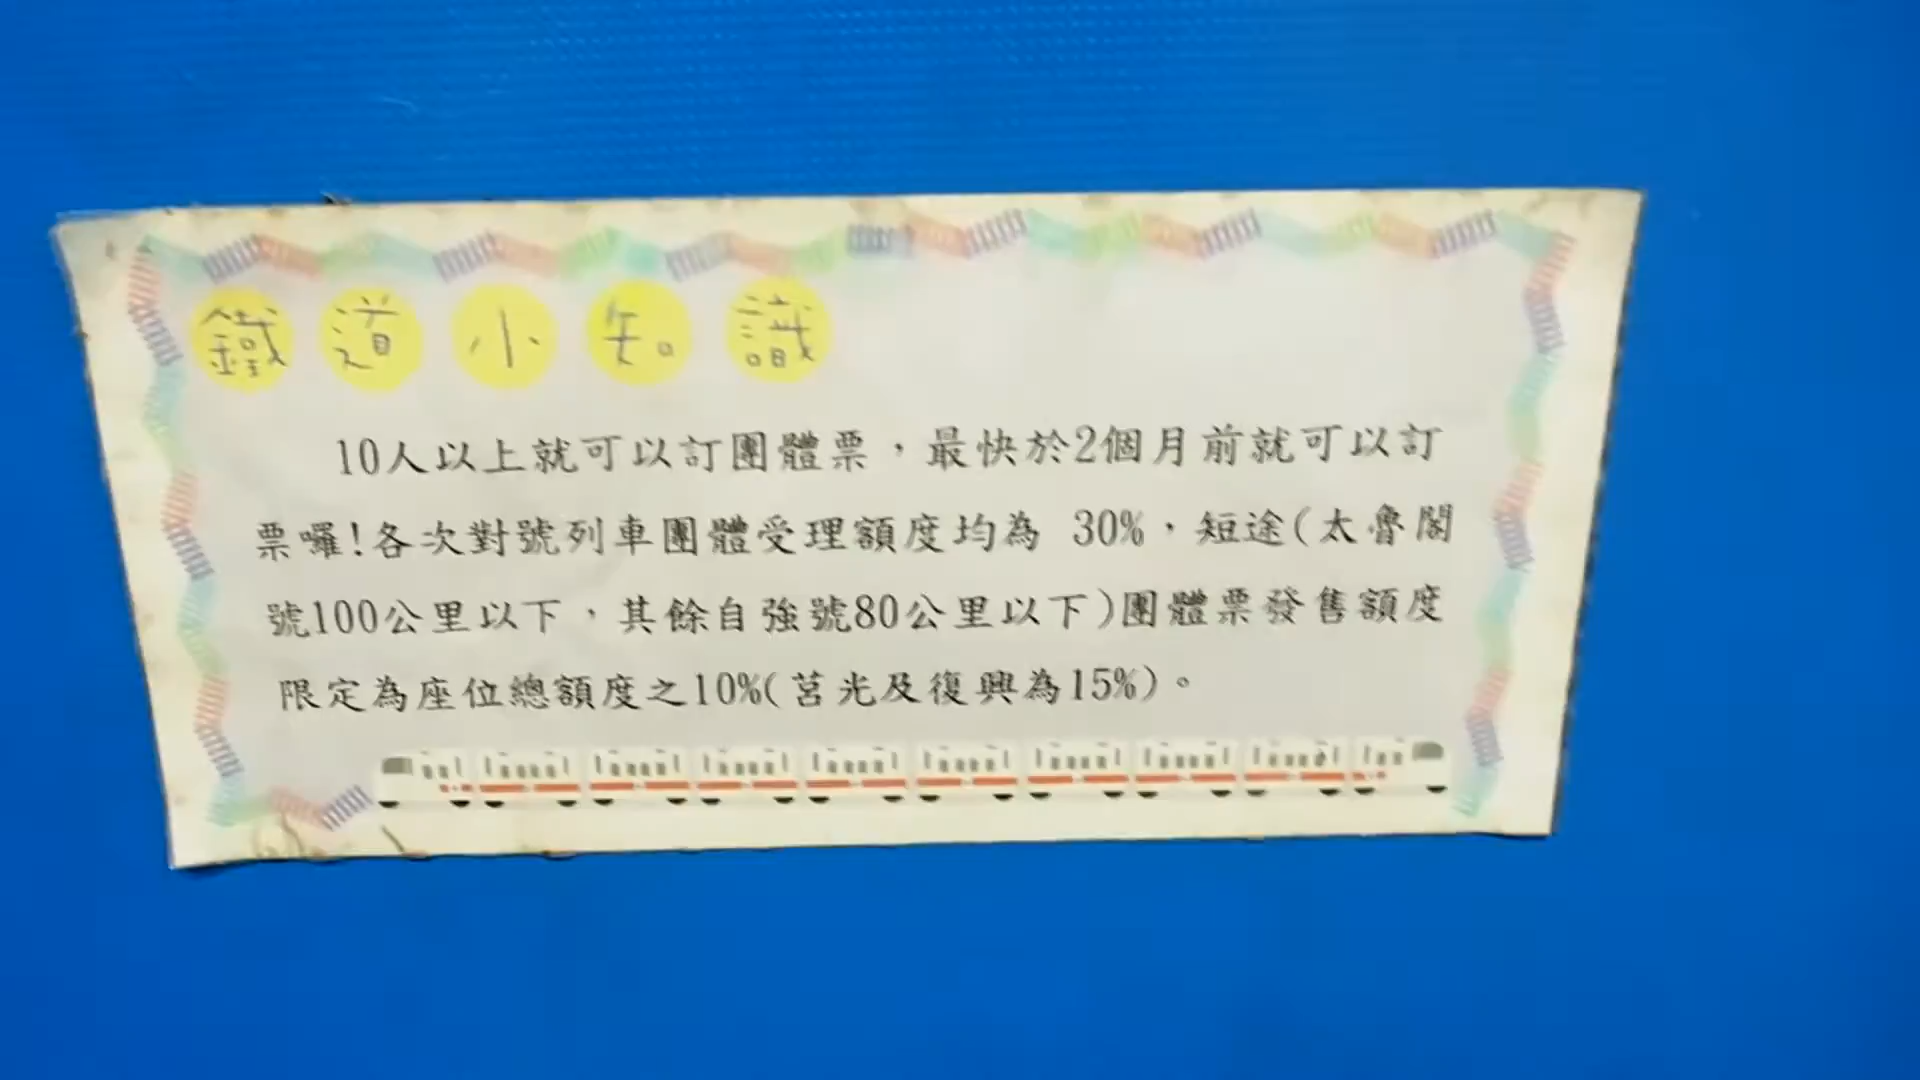 鐵道小知識
10人以上就可以訂團體票，最快於2個月前就可以訂
票囉!各次對號列車團體受理額度均為 30%，短途(太魯閣
號100公里以下，其餘自強號80公里以下)團體票發售額度
限定為座位總額度之10%(莒光及復興為15%)。